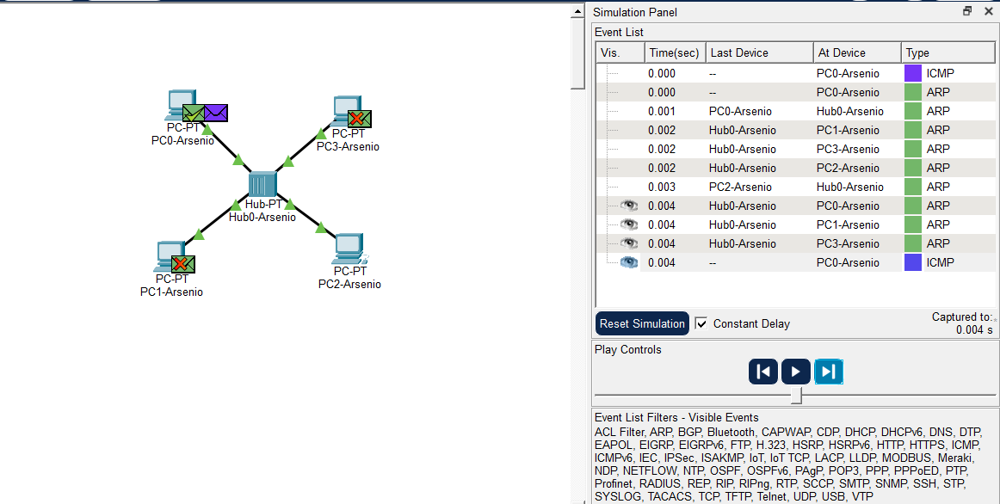 PC-PT
PC0-Arsenio
PC-PT
PC3-Arsenio
Hub-PT
Hub0-Arsenio
PC-PT
PC1-Arsenio
PC-PT
PC2-Arsenio
Simulation Panel
Event List
Vis. Time(sec) Last Device At Device Type
0.000 -- PC0-Arsenio ICMP
0.000 -- PC0-Arsenio ARP
0.001 PC0-Arsenio Hub0-Arsenio ARP
0.002 Hub0-Arsenio PC1-Arsenio ARP
0.002 Hub0-Arsenio PC3-Arsenio ARP
0.002 Hub0-Arsenio PC2-Arsenio ARP
0.003 PC2-Arsenio Hub0-Arsenio ARP
0.004 Hub0-Arsenio PC0-Arsenio ARP
0.004 Hub0-Arsenio PC1-Arsenio ARP
0.004 Hub0-Arsenio PC3-Arsenio ARP
0.004 -- PC0-Arsenio ICMP
Reset Simulation Constant Delay
Captured to:
0.004 s
Play Controls
Event List Filters - Visible Events
ACL Filter, ARP, BGP, Bluetooth, CAPWAP, CDP, DHCP, DHCPv6, DNS, DTP,
EAPOL, EIGRP, EIGRPv6, FTP, H.323, HSRP, HSRPv6, HTTP, HTTPS, ICMP,
ICMPv6, IEC, IPSec, ISAKMP, IoT, IoT TCP, LACP, LLDP, MODBUS, Meraki,
NDP, NETFLOW, NTP, OSPF, OSPFv6, PAgP, POP3, PPP, PPPoED, PTP,
Profinet, RADIUS, REP, RIP, RIPng, RTP, SCCP, SMTP, SNMP, SSH, STP,
SYSLOG, TACACS, TCP, TFTP, Telnet, UDP, USB, VTP